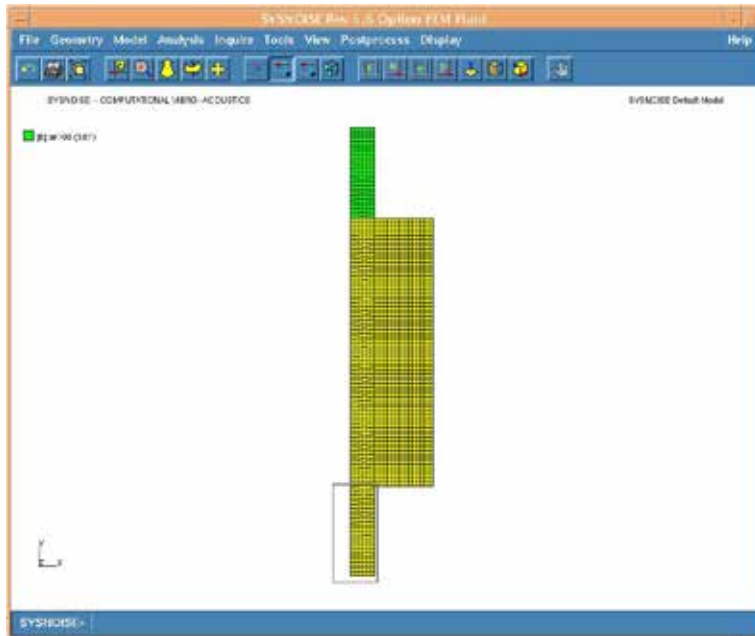 SYSNOISE Rev 5.5 Option FEM Fluid
File Geometry Model Analysis Inquire Tools View Postprocess Display Help
SYSNOISE - COMPUTATIONAL VIBRO-ACOUSTICS
SYSNOISE Default Model
Y
X
SYSNOISE>